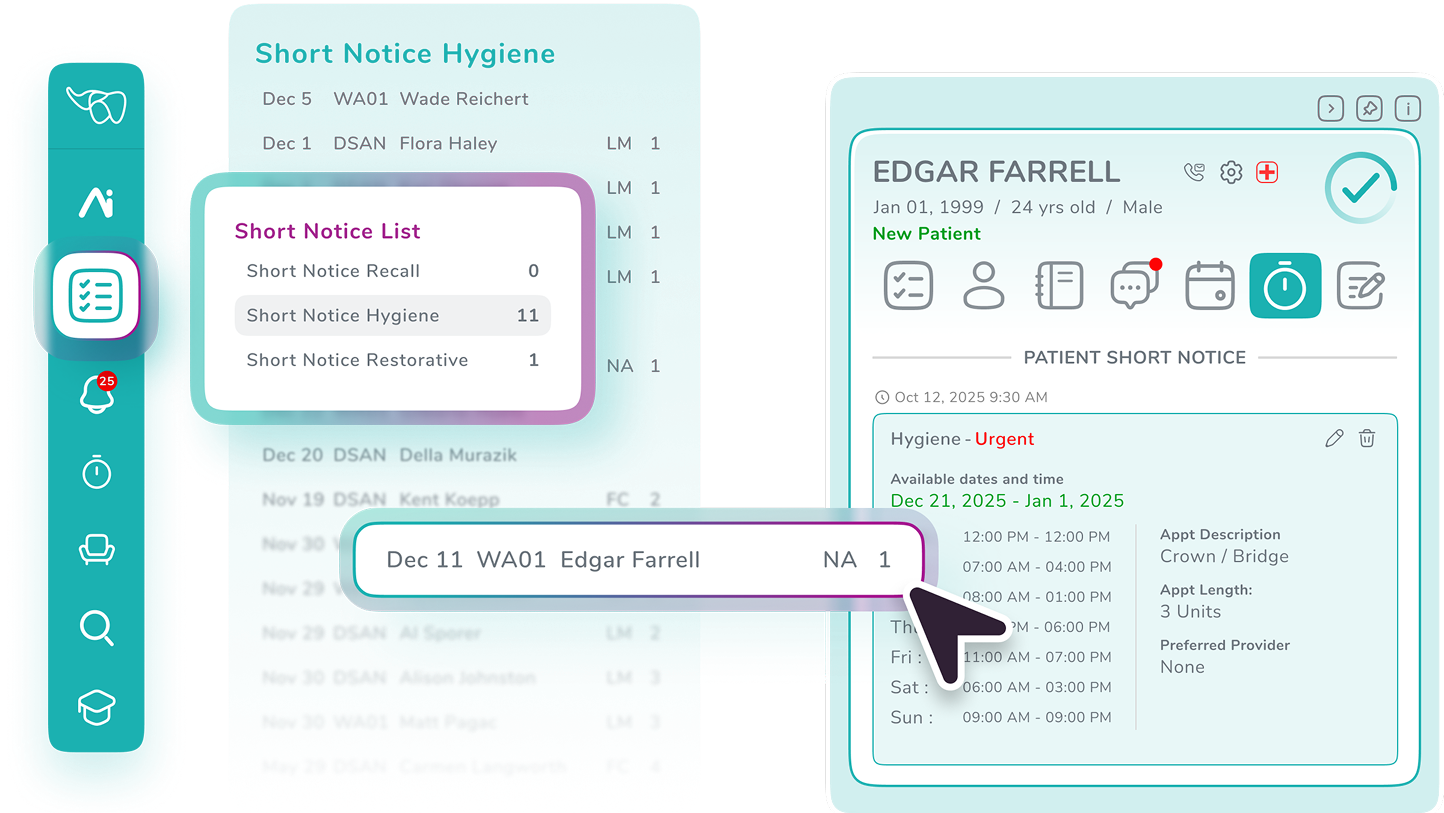 Short Notice Hygiene
Dec 5 WA01 Wade Reichert
Dec 1 DSAN Flora Haley LM 1
LM 1
LM 1
LM 1
NA 1
Short Notice List
Short Notice Recall 0
Short Notice Hygiene 11
Short Notice Restorative 1
Dec 20 DSAN Della Murazik
Nov 19 DSAN Kent Koepp FC 2
Nov 30
Dec 11 WA01 Edgar Farrell NA 1
Nov 29
Nov 29 DSAN Al Sporer LM 2
Nov 30 DSAN Alison Johnston LM 3
Nov 30 WA01 Matt Pagac LM 3
May 29 DSAN Carmen Langworth FC 4
Ai
25
EDGAR FARRELL
Jan 01, 1999 / 24 yrs old / Male
New Patient
PATIENT SHORT NOTICE
Oct 12, 2025 9:30 AM
Hygiene - Urgent
Available dates and time
Dec 21, 2025 - Jan 1, 2025
12:00 PM - 12:00 PM
07:00 AM - 04:00 PM
08:00 AM - 01:00 PM
PM - 06:00 PM
Fri : 11:00 AM - 07:00 PM
Sat : 06:00 AM - 03:00 PM
Sun : 09:00 AM - 09:00 PM
Appt Description
Crown / Bridge
Appt Length:
3 Units
Preferred Provider
None